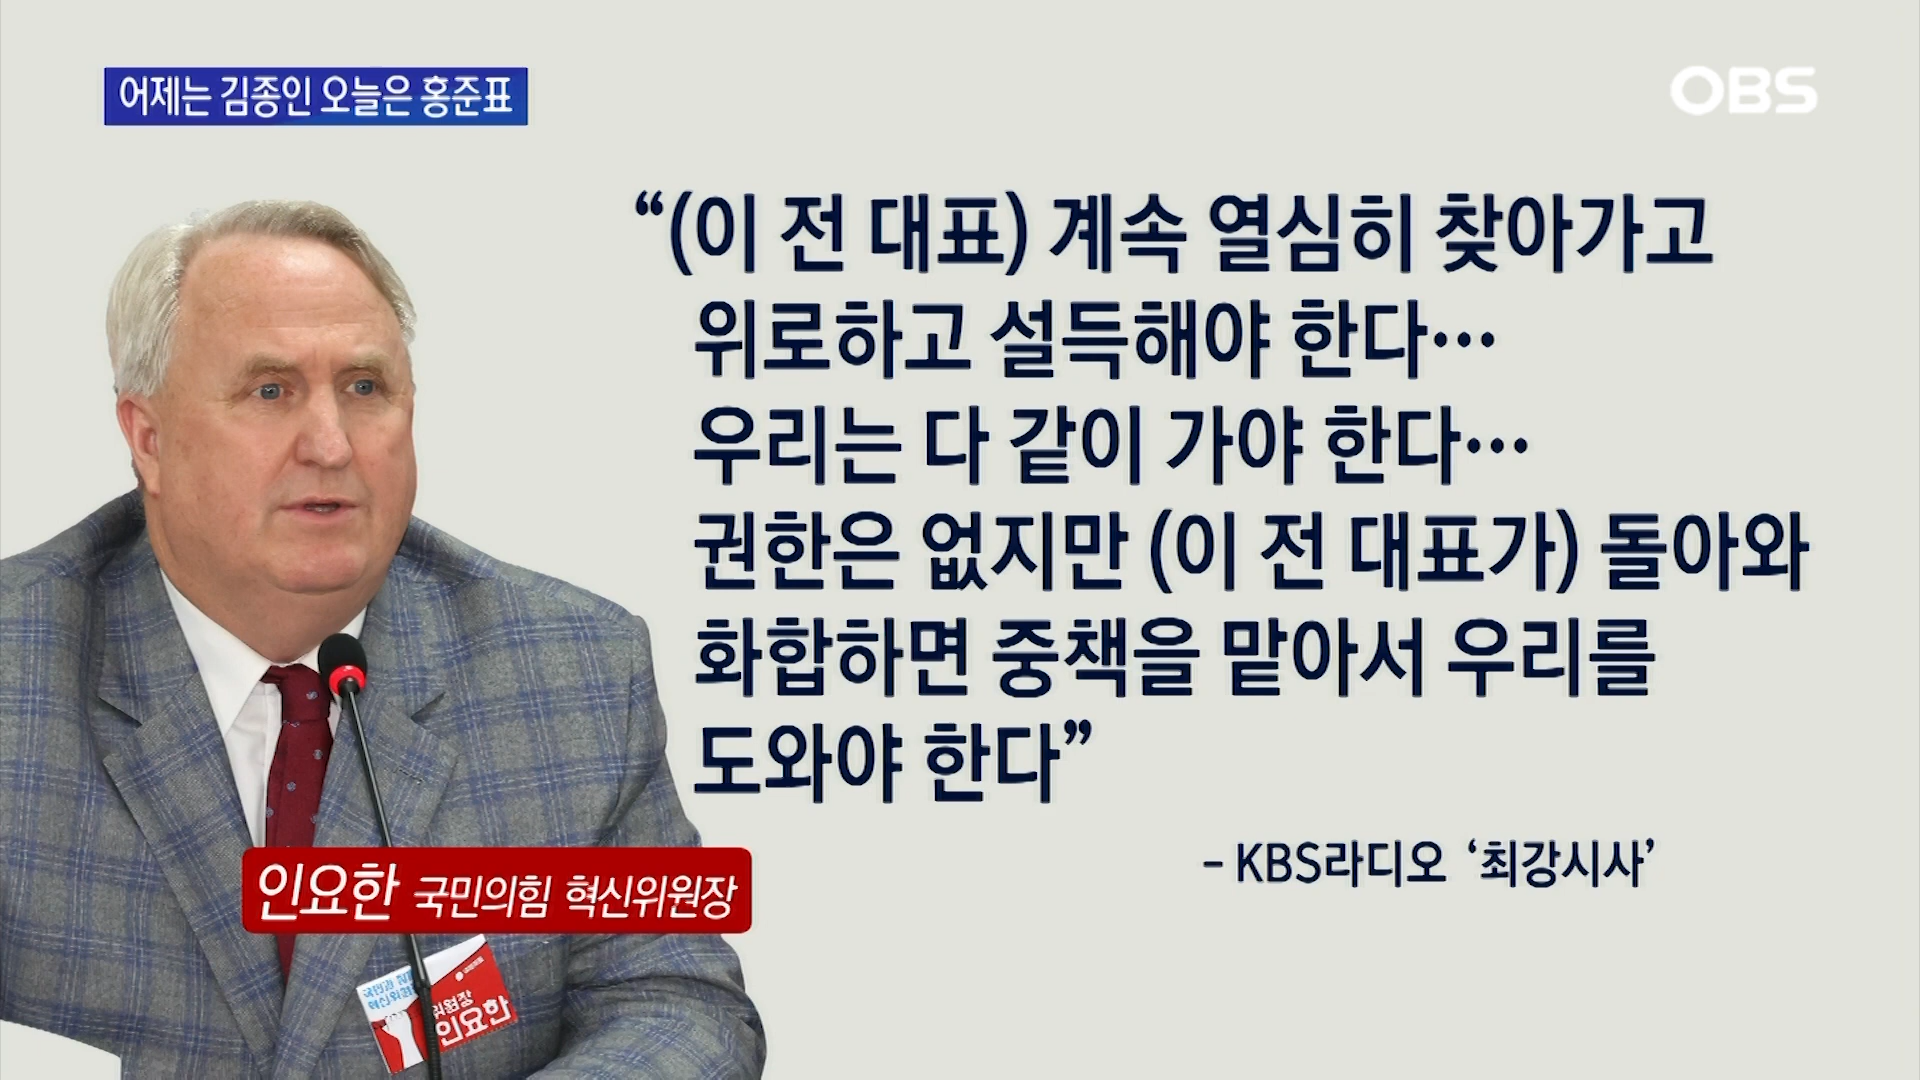 어제는 김종인 오늘은 홍준표
OBS
“(이 전 대표) 계속 열심히 찾아가고
위로하고 설득해야 한다…
우리는 다 같이 가야 한다…
권한은 없지만 (이 전 대표가) 돌아와
화합하면 중책을 맡아서 우리를
도와야 한다”
- KBS라디오 ‘최강시사’
인요한 국민의힘 혁신위원장
위원장
인요한